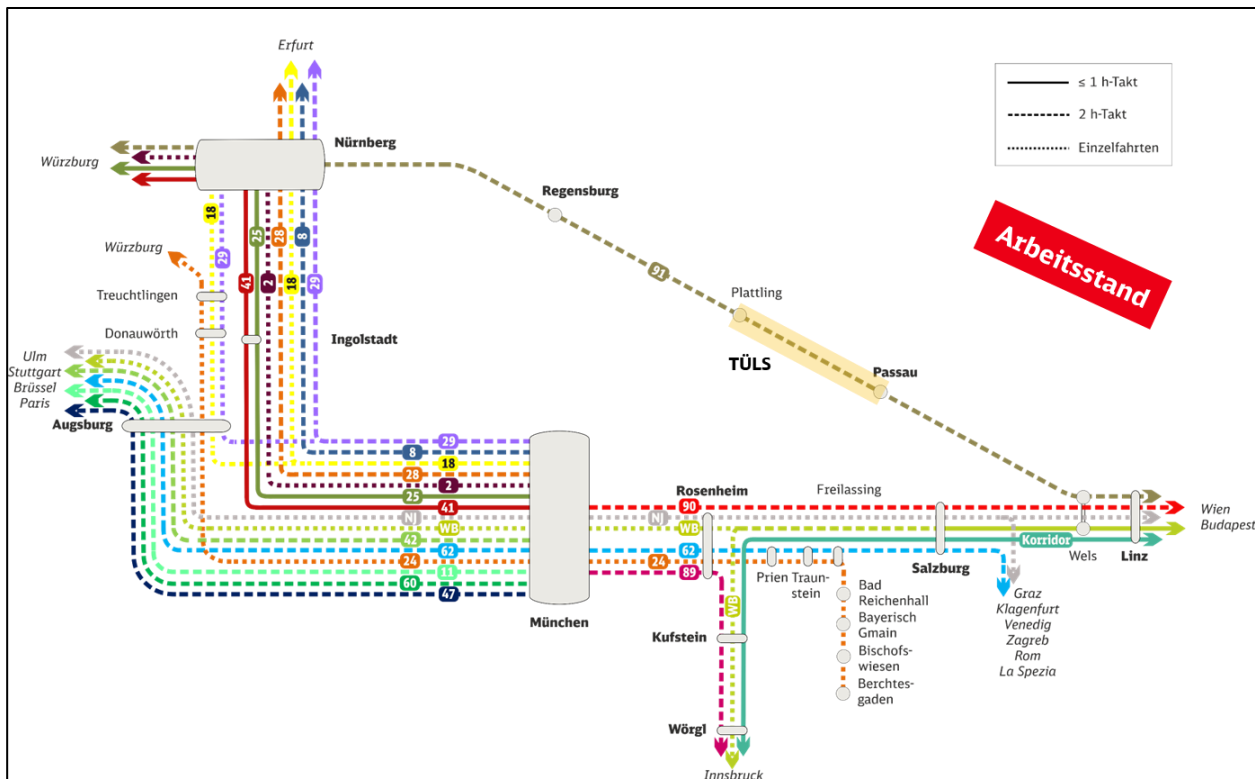 Erfurt
≤ 1 h-Takt
2 h-Takt
Einzelfahrten
Nürnberg
Würzburg
Regensburg
Arbeitsstand
18
29
41
25
2
28
18
8
29
91
Würzburg
Treuchtlingen
Donauwörth
Ingolstadt
Plattling
TÜLS
Passau
Ulm
Stuttgart
Brüssel
Paris
Augsburg
29
8
18
28
2
25
41
NJ
WB
42
62
24
11
60
47
München
Rosenheim
Freilassing
90
NJ
WB
62
24
89
Korridor
Wien
Budapest
Wels
Linz
Salzburg
Prien
Traun-
stein
Bad
Reichenhall
Bayerisch
Gmain
Bischofs-
wiesen
Berchtes-
gaden
Graz
Klagenfurt
Venedig
Zagreb
Rom
La Spezia
WB
Kufstein
Wörgl
Innsbruck